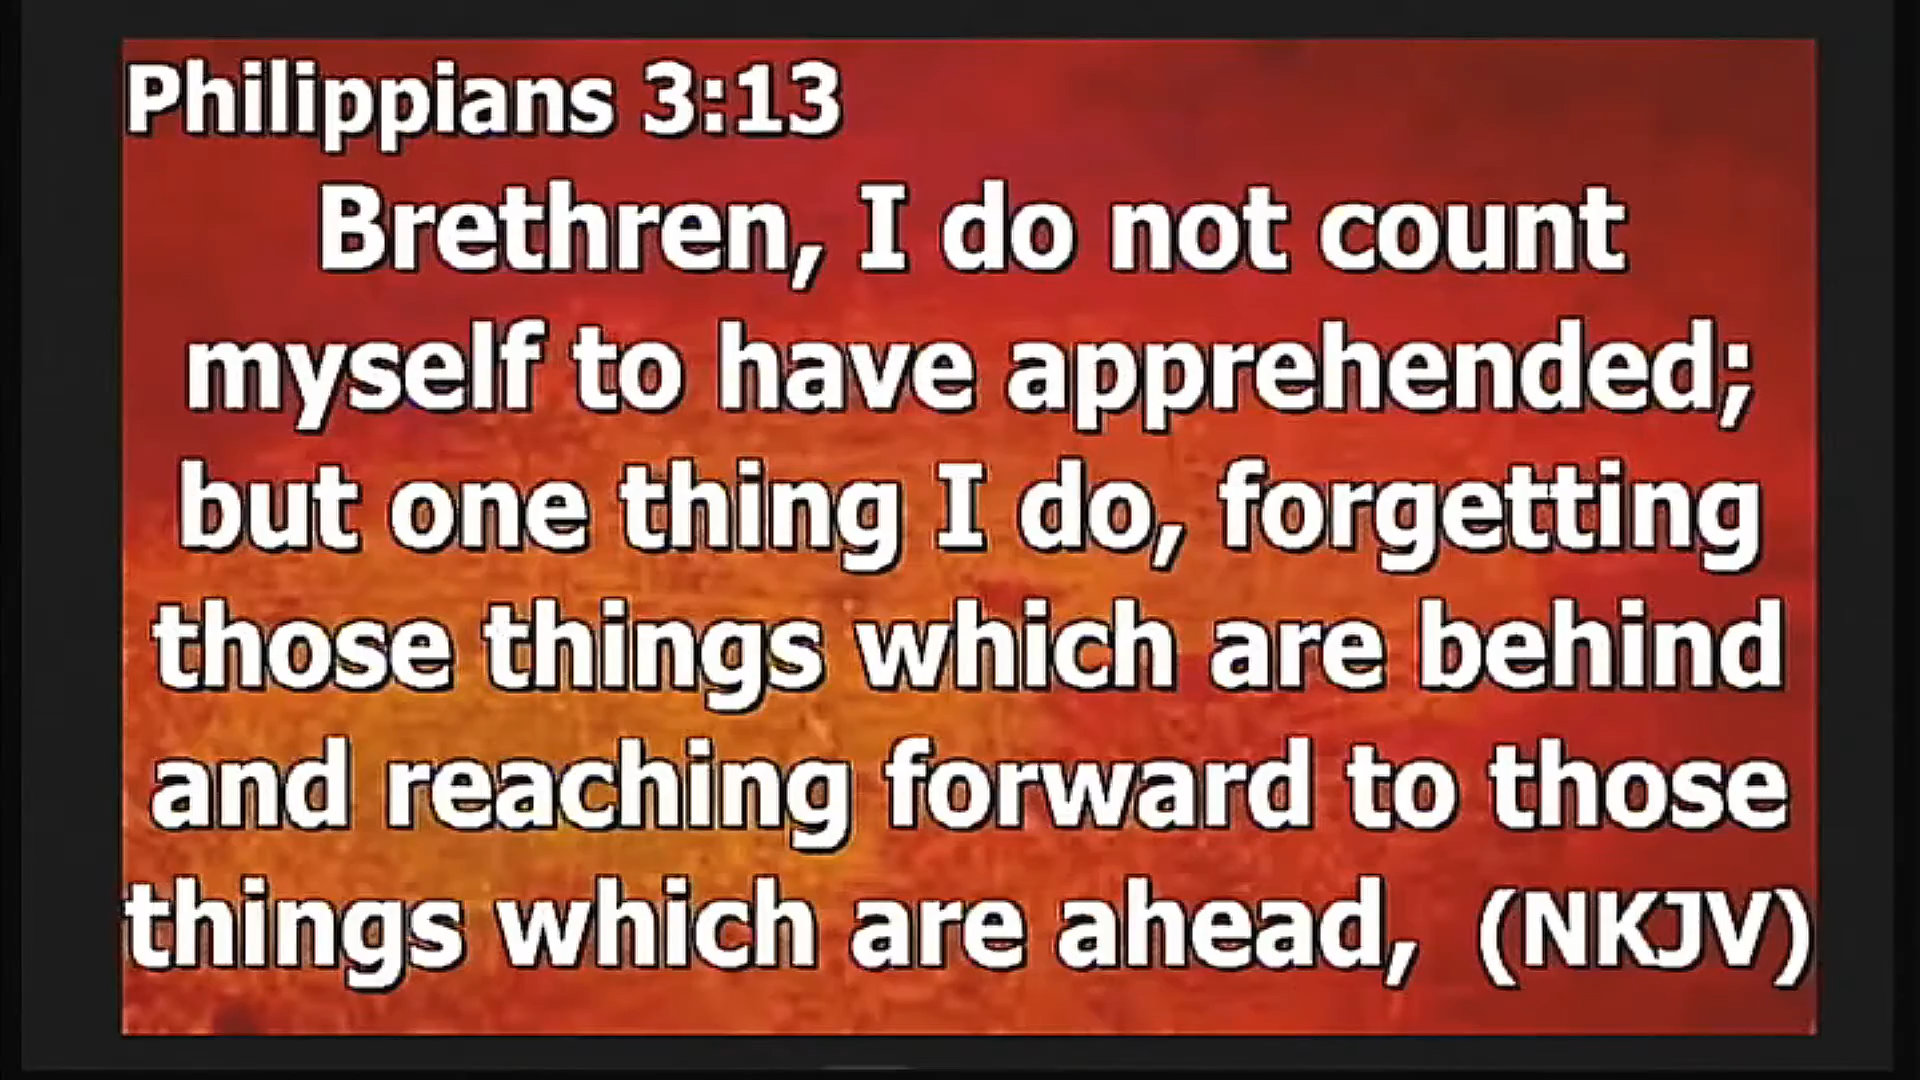 Philippians 3:13
Brethren, I do not count
myself to have apprehended;
but one thing I do, forgetting
those things which are behind
and reaching forward to those
things which are ahead, (NKJV)